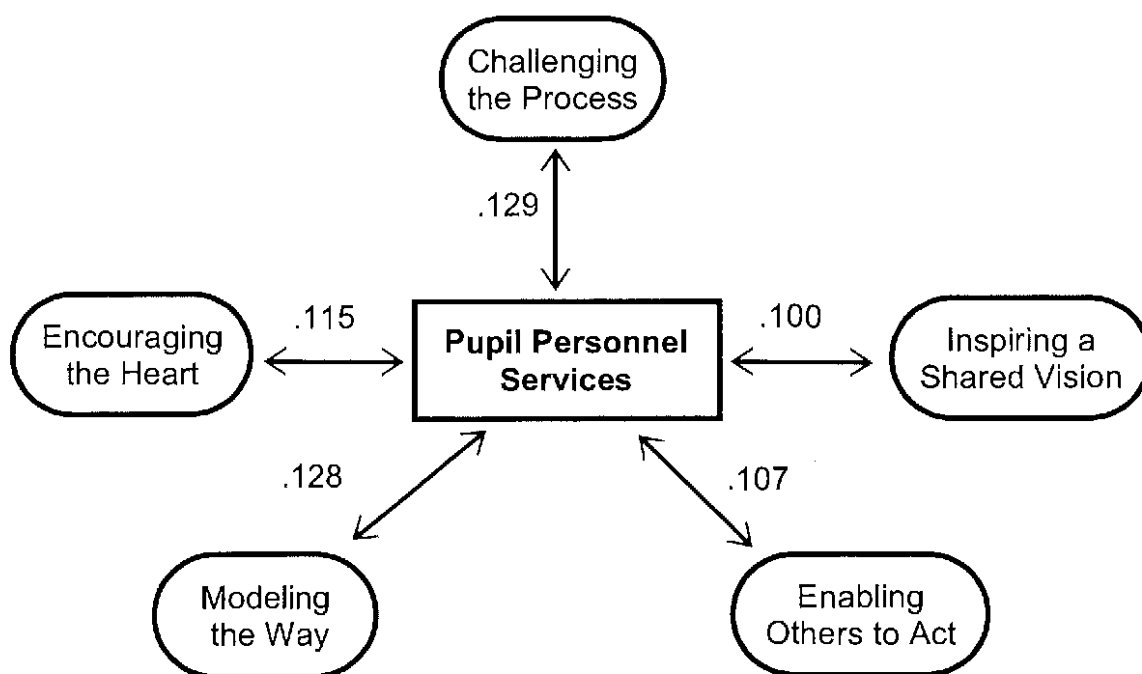 Challenging
the Process
.129
Encouraging
the Heart
.115
Pupil Personnel
Services
.100
Inspiring a
Shared Vision
.128
.107
Modeling
the Way
Enabling
Others to Act